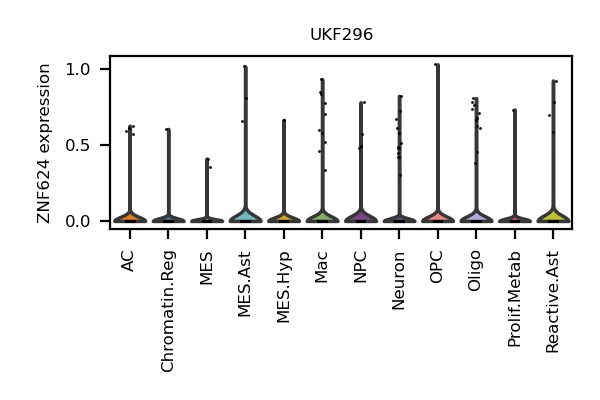 UKF296
ZNF624 expression
1.0
0.5
0.0
AC
Chromatin.Reg
MES
MES.Ast
MES.Hyp
Mac
NPC
Neuron
OPC
Oligo
Prolif.Metab
Reactive.Ast